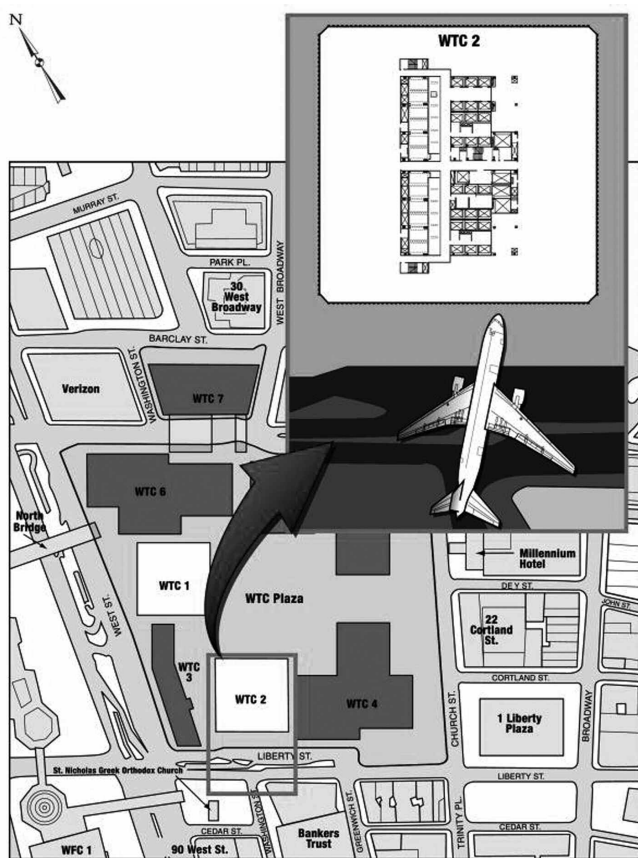 N
WTC 2
MURRAY ST.
PARK PL.
WEST BROADWAY
30
West
Broadway
BARCLAY ST.
WASHINGTON ST.
Verizon
WTC 7
WTC 6
North
Bridge
WTC 1
WTC Plaza
Millennium
Hotel
DEY ST.
JOHN ST.
WEST ST.
22
Cortland
St.
WTC
3
WTC 2
WTC 4
CORTLAND ST.
CHURCH ST.
1 Liberty
Plaza
BROADWAY
LIBERTY ST.
St. Nicholas Greek Orthodox Church
LIBERTY ST.
WASHINGTON ST.
GREENWICH ST.
TRINITY PL.
CEDAR ST.
CEDAR ST.
Bankers
Trust
WFC 1
90 West St.